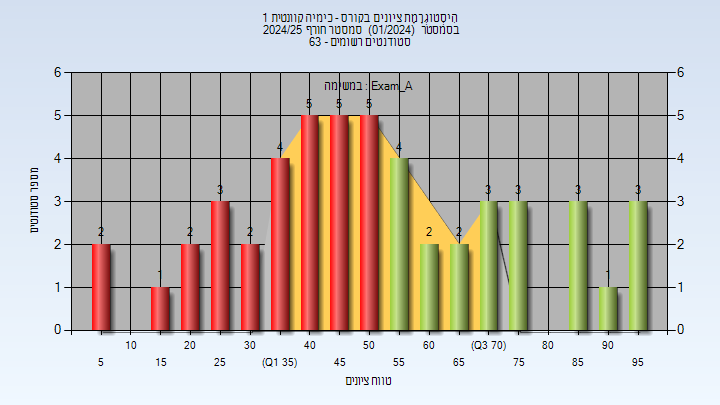 היסטוגרמת ציונים בקורס - כימיה קוונטית 1
בסמסטר (01/2024) סמסטר חורף 2024/25
סטודנטים רשומים - 63
במשימה : Exam_A
מספר סטודנטים
6 6
5 5
4 4
3 3
2 2
1 1
0 0
2 1 2 3 2 4 5 5 5 4 2 2 3 3 3 1 3
10 20 30 40 50 60 (Q3 70) 80 90
5 15 25 (Q1 35) 45 55 65 75 85 95
טווח ציונים